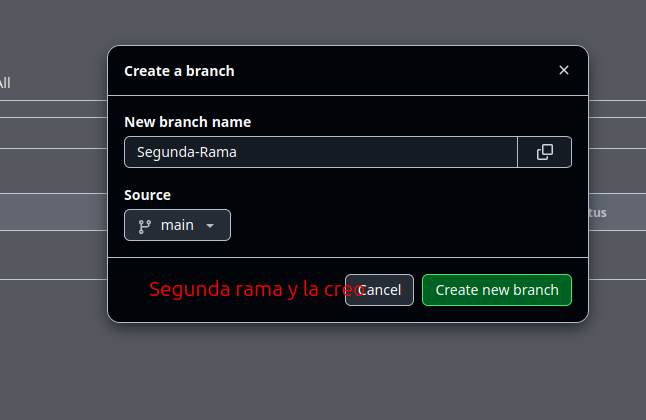 Create a branch
All
New branch name
Segunda-Rama
Source
main
tus
Segunda rama y la creo
Cancel
Create new branch